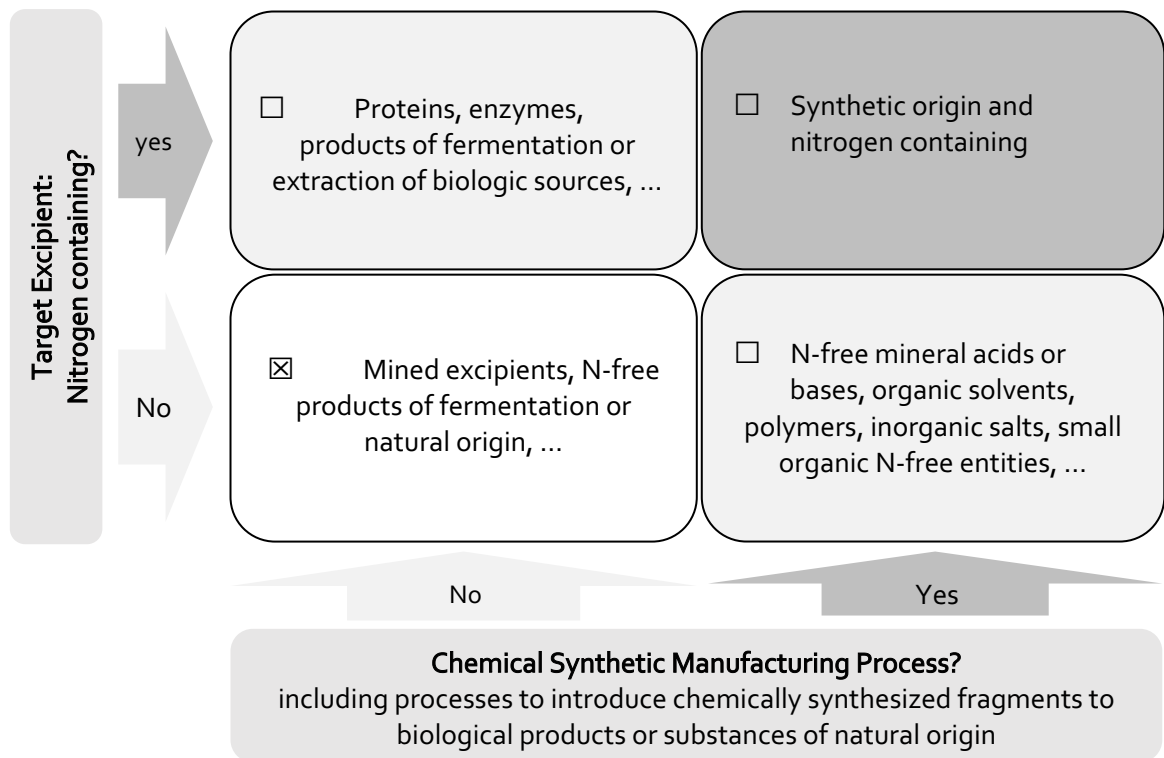 Target Excipient:
Nitrogen containing?
yes
☐ Proteins, enzymes,
products of fermentation or
extraction of biologic sources, ...
☐ Synthetic origin and
nitrogen containing
No
☒ Mined excipients, N-free
products of fermentation or
natural origin, ...
☐ N-free mineral acids or
bases, organic solvents,
polymers, inorganic salts, small
organic N-free entities, ...
No
Yes
Chemical Synthetic Manufacturing Process?
including processes to introduce chemically synthesized fragments to
biological products or substances of natural origin